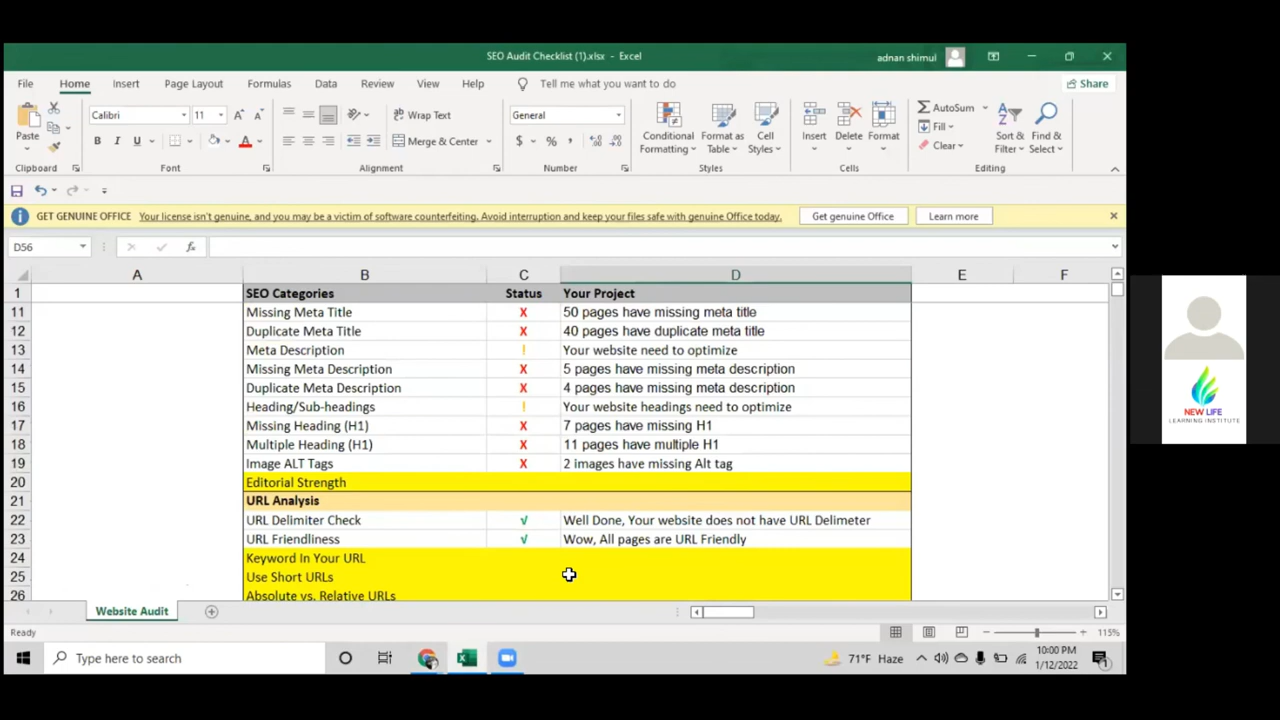 SEO Audit Checklist (1).xlsx - Excel
adnan shimul
File Home Insert Page Layout Formulas Data Review View Help Tell me what you want to do Share
Paste
Clipboard
Calibri 11
B I U
Font
Wrap Text
Merge & Center
Alignment
General
$ % ,
Number
Conditional Formatting
Format as Table
Cell Styles
Styles
Insert Delete Format
Cells
AutoSum
Fill
Clear
Sort & Filter
Find & Select
Editing
GET GENUINE OFFICE Your license isn't genuine, and you may be a victim of software counterfeiting. Avoid interruption and keep your files safe with genuine Office today. Get genuine Office Learn more
D56 fx
A B C D E F
1 SEO Categories Status Your Project
11 Missing Meta Title X 50 pages have missing meta title
12 Duplicate Meta Title X 40 pages have duplicate meta title
13 Meta Description ! Your website need to optimize
14 Missing Meta Description X 5 pages have missing meta description
15 Duplicate Meta Description X 4 pages have missing meta description
16 Heading/Sub-headings ! Your website headings need to optimize
17 Missing Heading (H1) X 7 pages have missing H1
18 Multiple Heading (H1) X 11 pages have multiple H1
19 Image ALT Tags X 2 images have missing Alt tag
20 Editorial Strength
21 URL Analysis
22 URL Delimiter Check √ Well Done, Your website does not have URL Delimeter
23 URL Friendliness √ Wow, All pages are URL Friendly
24 Keyword In Your URL
25 Use Short URLs
26 Absolute vs. Relative URLs
Website Audit
Ready
115%
Type here to search
71°F Haze
10:00 PM
1/12/2022
1
NEW LIFE
LEARNING INSTITUTE